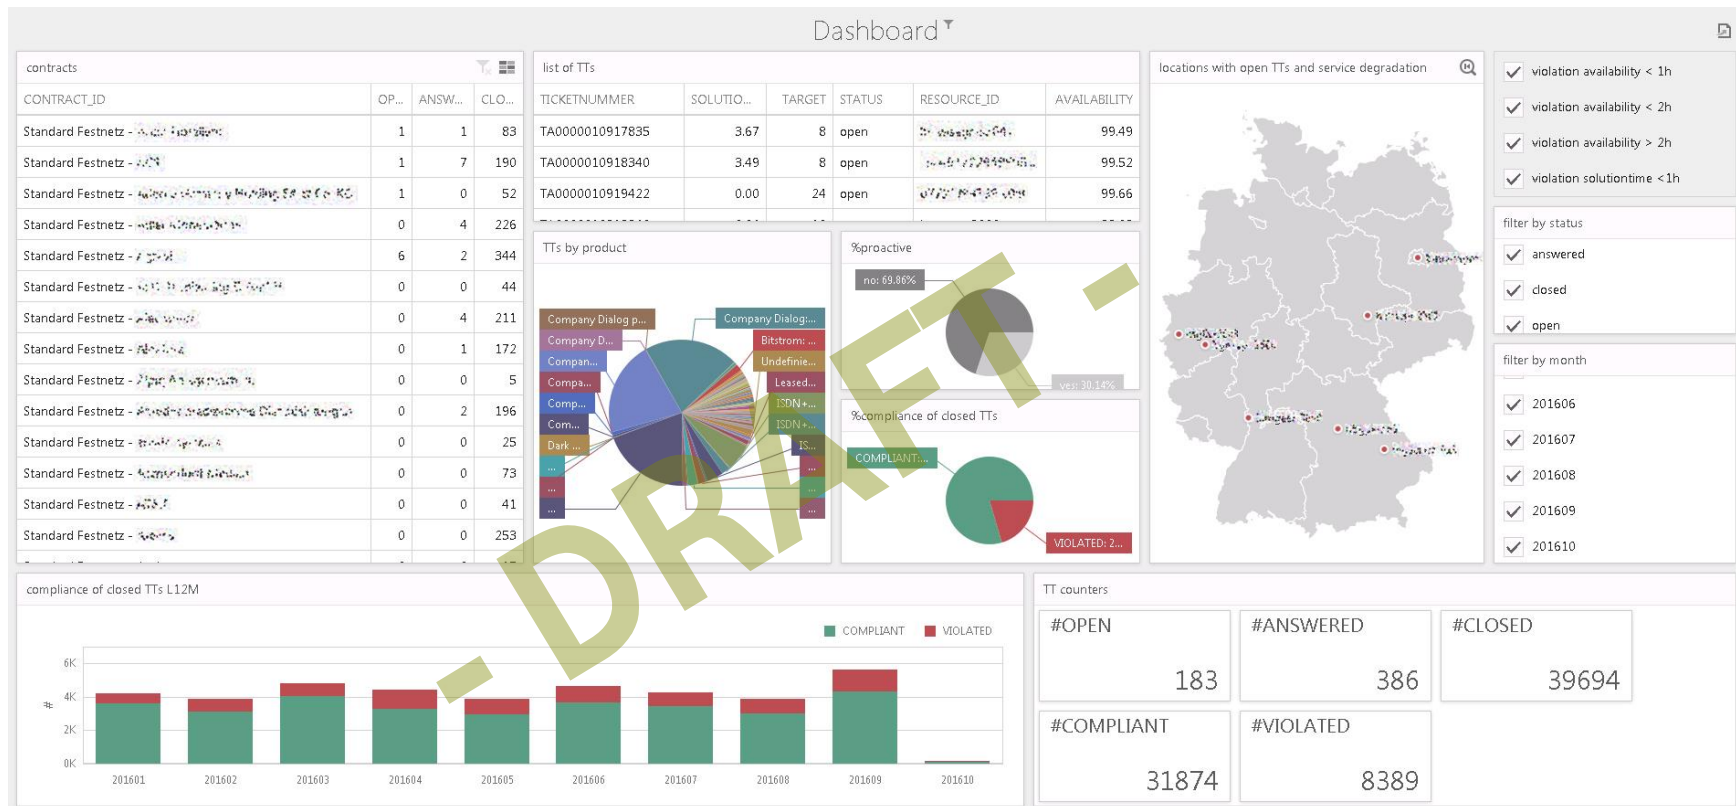 Dashboard
contracts
CONTRACT_ID OP... ANSW... CLO...
Standard Festnetz - 1 1 83
Standard Festnetz - 1 7 190
Standard Festnetz - 1 0 52
Standard Festnetz - 0 4 226
Standard Festnetz - 6 2 344
Standard Festnetz - 0 0 44
Standard Festnetz - 0 4 211
Standard Festnetz - 0 1 172
Standard Festnetz - 0 0 5
Standard Festnetz - 0 2 196
Standard Festnetz - 0 0 25
Standard Festnetz - 0 0 73
Standard Festnetz - 0 0 41
Standard Festnetz - 0 0 253
list of TTs
TICKETNUMMER SOLUTIO... TARGET STATUS RESOURCE_ID AVAILABILITY
TA0000010917835 3.67 8 open 99.49
TA0000010918340 3.49 8 open 99.52
TA0000010919422 0.00 24 open 99.66
TTs by product
Company Dialog p...
Company D...
Compan...
Compa...
Comp...
Com...
Dark ...
...
...
...
Company Dialog:...
Bitstrom: ...
Undefinie...
Leased...
ISDN+...
ISDN+...
IS...
...
...
...
%proactive
no: 69.86%
yes: 30.14%
%compliance of closed TTs
COMPLIANT:...
VIOLATED: 2...
locations with open TTs and service degradation
violation availability < 1h
violation availability < 2h
violation availability > 2h
violation solutiontime <1h
filter by status
answered
closed
open
filter by month
201606
201607
201608
201609
201610
- DRAFT -
compliance of closed TTs L12M
COMPLIANT VIOLATED
6K
4K
2K
0K
#
201601 201602 201603 201604 201605 201606 201607 201608 201609 201610
TT counters
#OPEN
183
#ANSWERED
386
#CLOSED
39694
#COMPLIANT
31874
#VIOLATED
8389